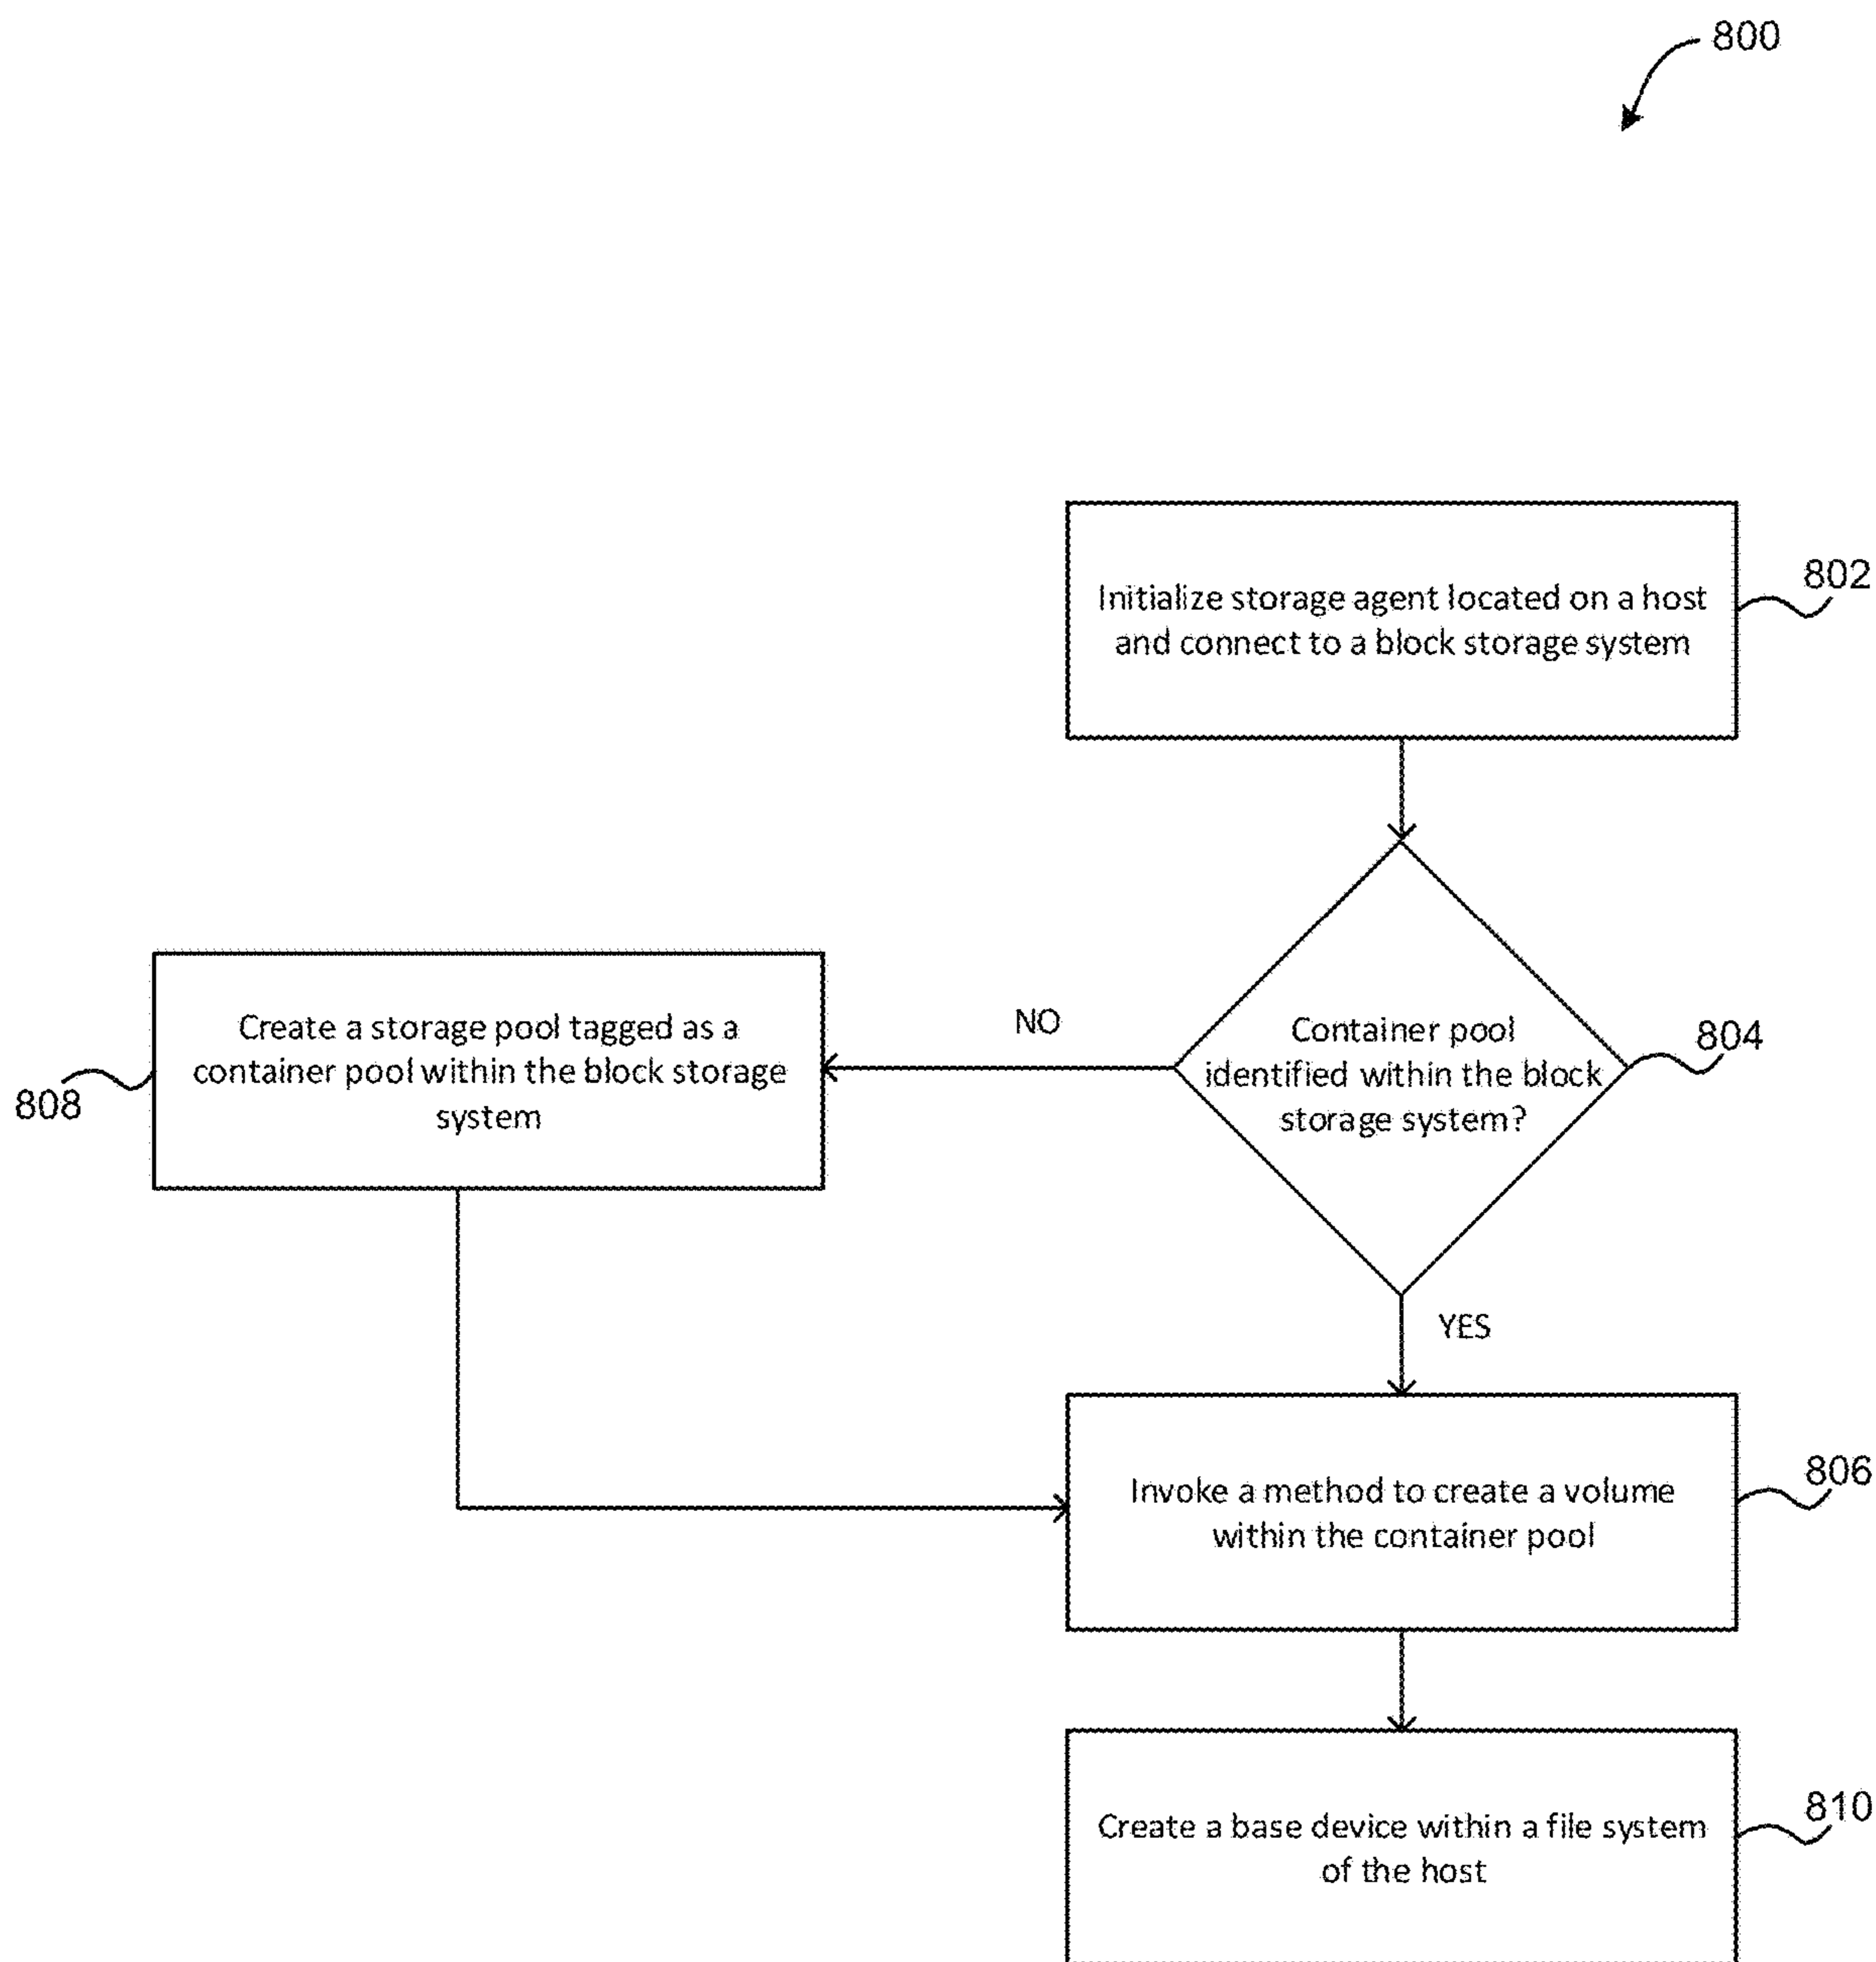 800
Initialize storage agent located on a host
and connect to a block storage system
802
Container pool
identified within the block
storage system?
804
NO
Create a storage pool tagged as a
container pool within the block storage
system
808
YES
Invoke a method to create a volume
within the container pool
806
Create a base device within a file system
of the host
810